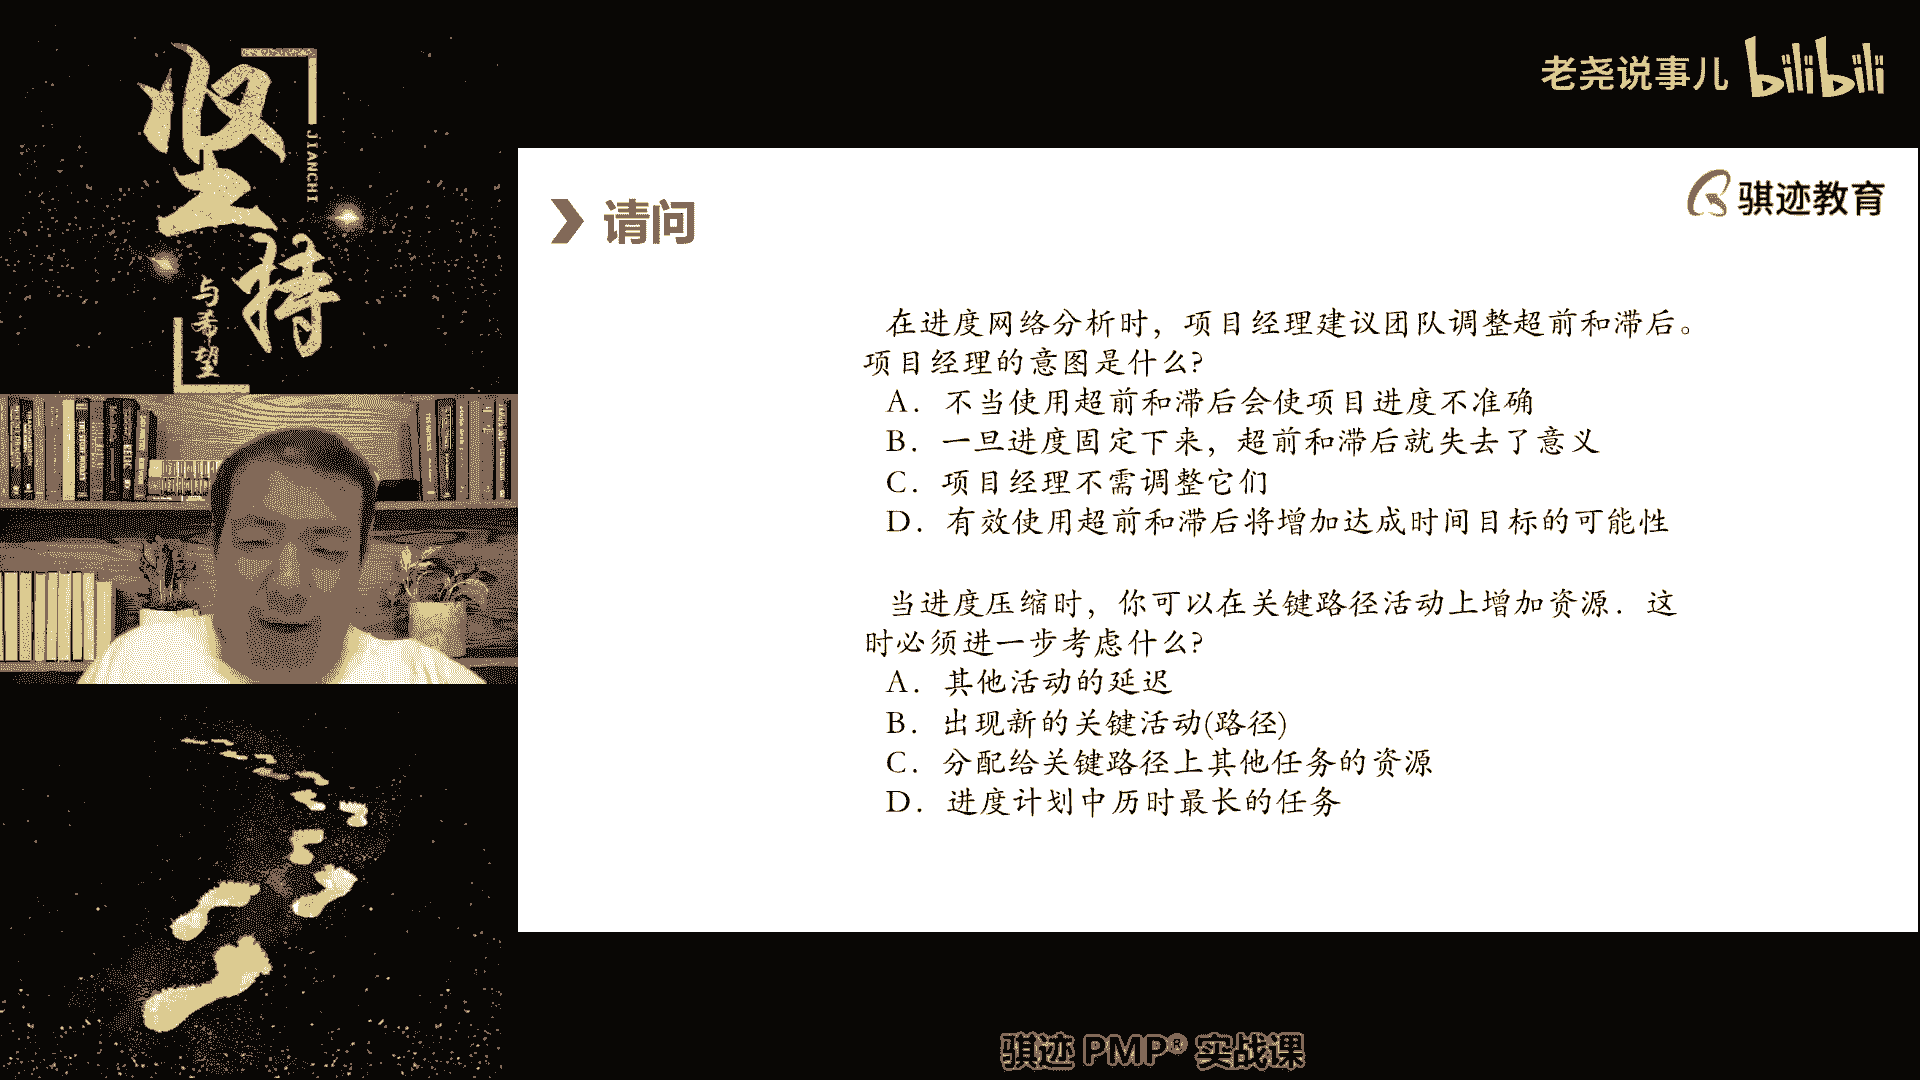 坚持
JIANCHI
与希望
老尧说事儿 bilibili
骐迹教育
请问
在进度网络分析时，项目经理建议团队调整超前和滞后。
项目经理的意图是什么?
A．不当使用超前和滞后会使项目进度不准确
B．一旦进度固定下来，超前和滞后就失去了意义
C．项目经理不需调整它们
D．有效使用超前和滞后将增加达成时间目标的可能性
当进度压缩时，你可以在关键路径活动上增加资源．这
时必须进一步考虑什么?
A．其他活动的延迟
B．出现新的关键活动(路径)
C．分配给关键路径上其他任务的资源
D．进度计划中历时最长的任务
骐迹 PMP® 实战课